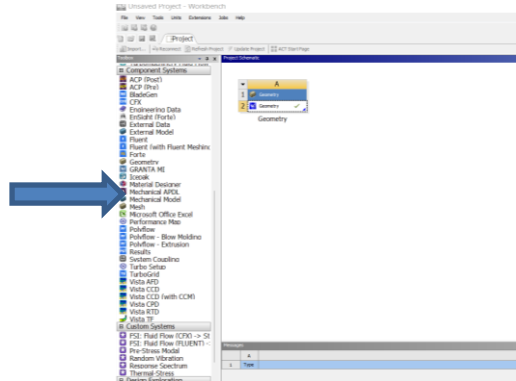 Unsaved Project - Workbench
File View Tools Units Extensions Jobs Help
Project
Import... Reconnect Refresh Project Update Project ACT Start Page
Toolbox
Project Schematic
Component Systems
ACP (Post)
ACP (Pre)
BladeGen
CFX
Engineering Data
EnSight (Forte)
External Data
External Model
Fluent
Fluent (with Fluent Meshing
Forte
Geometry
GRANTA MI
Icepak
Material Designer
Mechanical APDL
Mechanical Model
Mesh
Microsoft Office Excel
Performance Map
Polyflow
Polyflow - Blow Molding
Polyflow - Extrusion
Results
System Coupling
Turbo Setup
TurboGrid
Vista AFD
Vista CCD
Vista CCD (with CCM)
Vista CPD
Vista RTD
Vista TF
Custom Systems
FSI: Fluid Flow (CFX) -> St
FSI: Fluid Flow (FLUENT) -
Pre-Stress Modal
Random Vibration
Response Spectrum
Thermal-Stress
Design Exploration
A
1 Geometry
2 Geometry
Geometry
Messages
A
1 Type